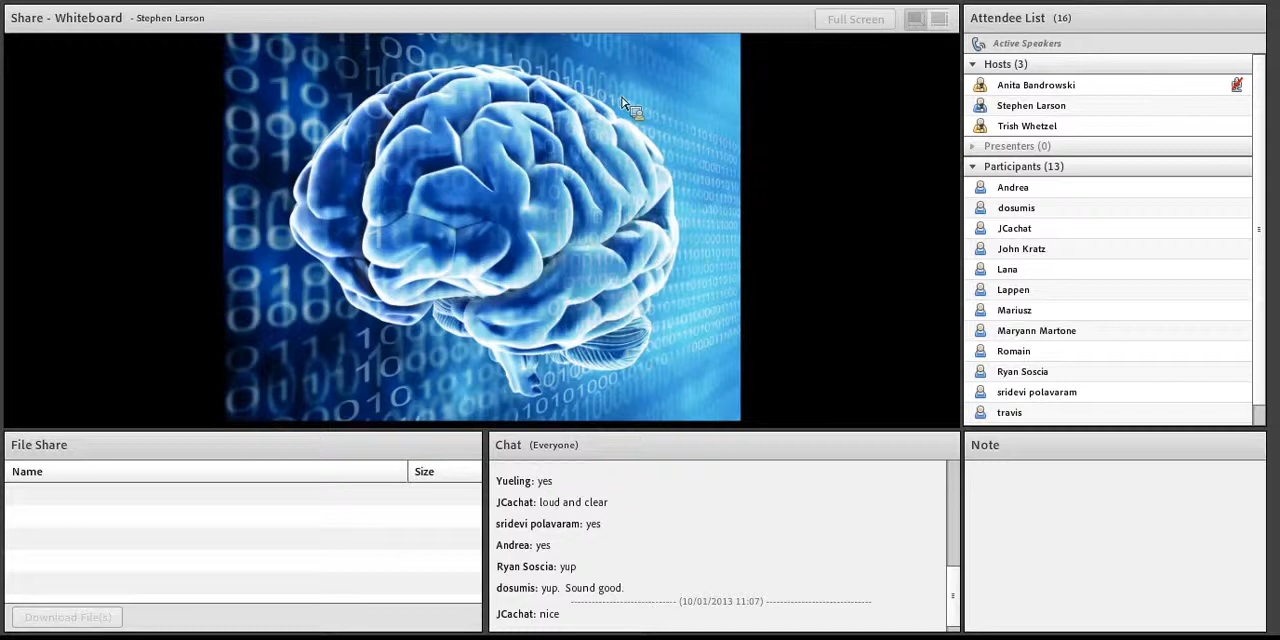 Share - Whiteboard - Stephen Larson
Full Screen
Attendee List (16)
Active Speakers
Hosts (3)
Anita Bandrowski
Stephen Larson
Trish Whetzel
Presenters (0)
Participants (13)
Andrea
dosumis
JCachat
John Kratz
Lana
Lappen
Mariusz
Maryann Martone
Romain
Ryan Soscia
sridevi polavaram
travis
File Share
Name Size
Download File(s)
Chat (Everyone)
Yueling: yes
JCachat: loud and clear
sridevi polavaram: yes
Andrea: yes
Ryan Soscia: yup
dosumis: yup. Sound good.
(10/01/2013 11:07)
JCachat: nice
Note